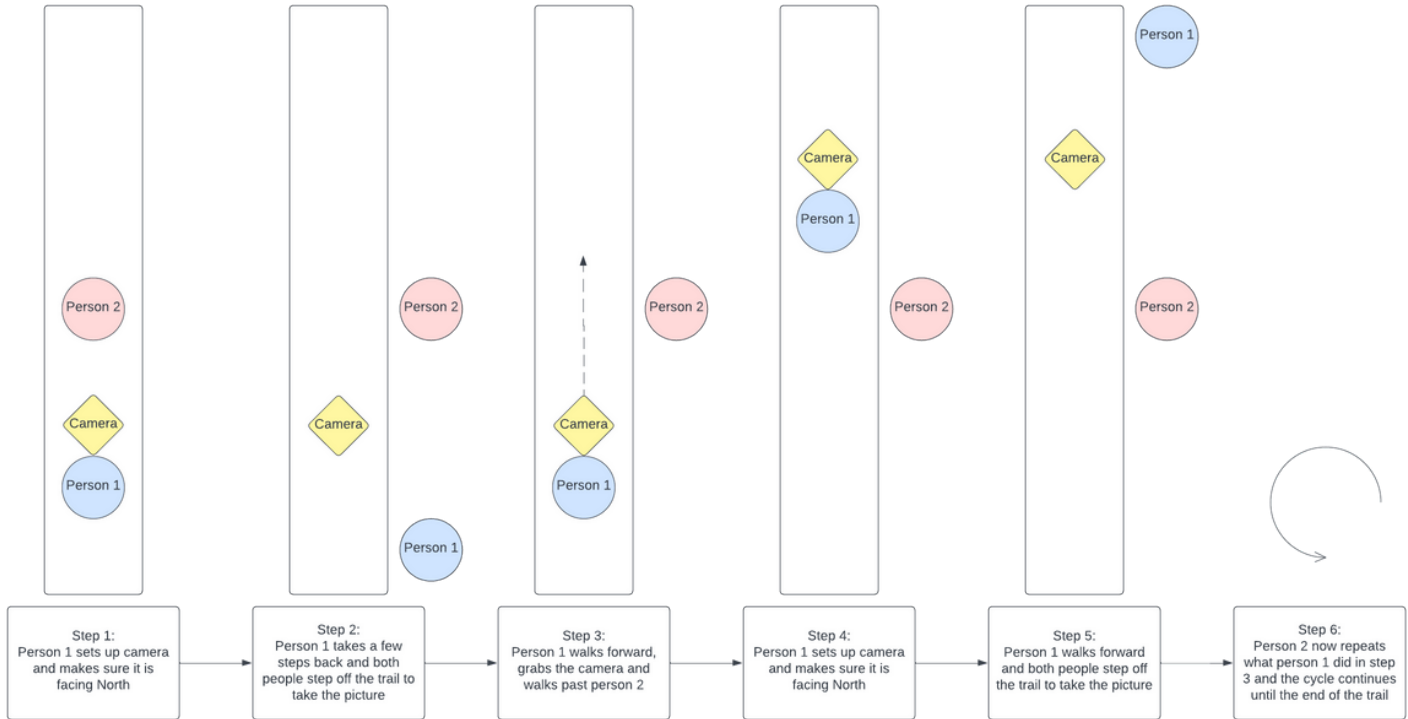 Person 1
Camera
Camera
Person 1
Person 2
Person 2
Person 2
Person 2
Person 2
Camera
Camera
Camera
Person 1
Person 1
Person 1
Step 1:
Person 1 sets up camera
and makes sure it is
facing North
Step 2:
Person 1 takes a few
steps back and both
people step off the trail to
take the picture
Step 3:
Person 1 walks forward,
grabs the camera and
walks past person 2
Step 4:
Person 1 sets up camera
and makes sure it is
facing North
Step 5:
Person 1 walks forward
and both people step off
the trail to take the picture
Step 6:
Person 2 now repeats
what person 1 did in step
3 and the cycle continues
until the end of the trail